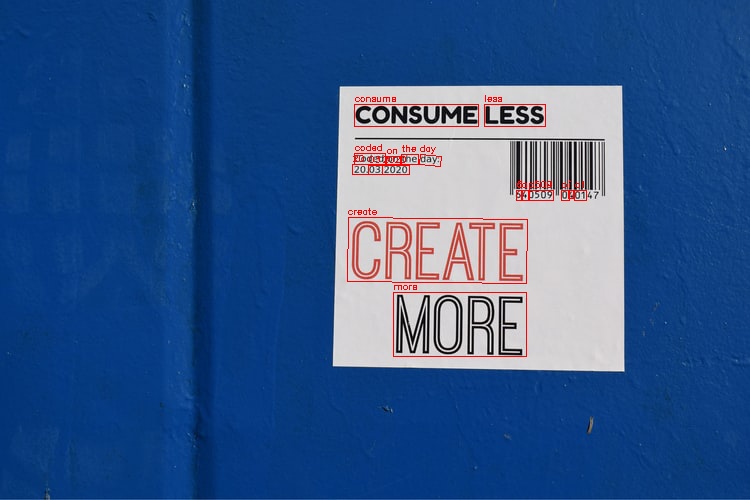 CONSUME LESS
Coded on the day:
20.03.2020
CREATE
MORE